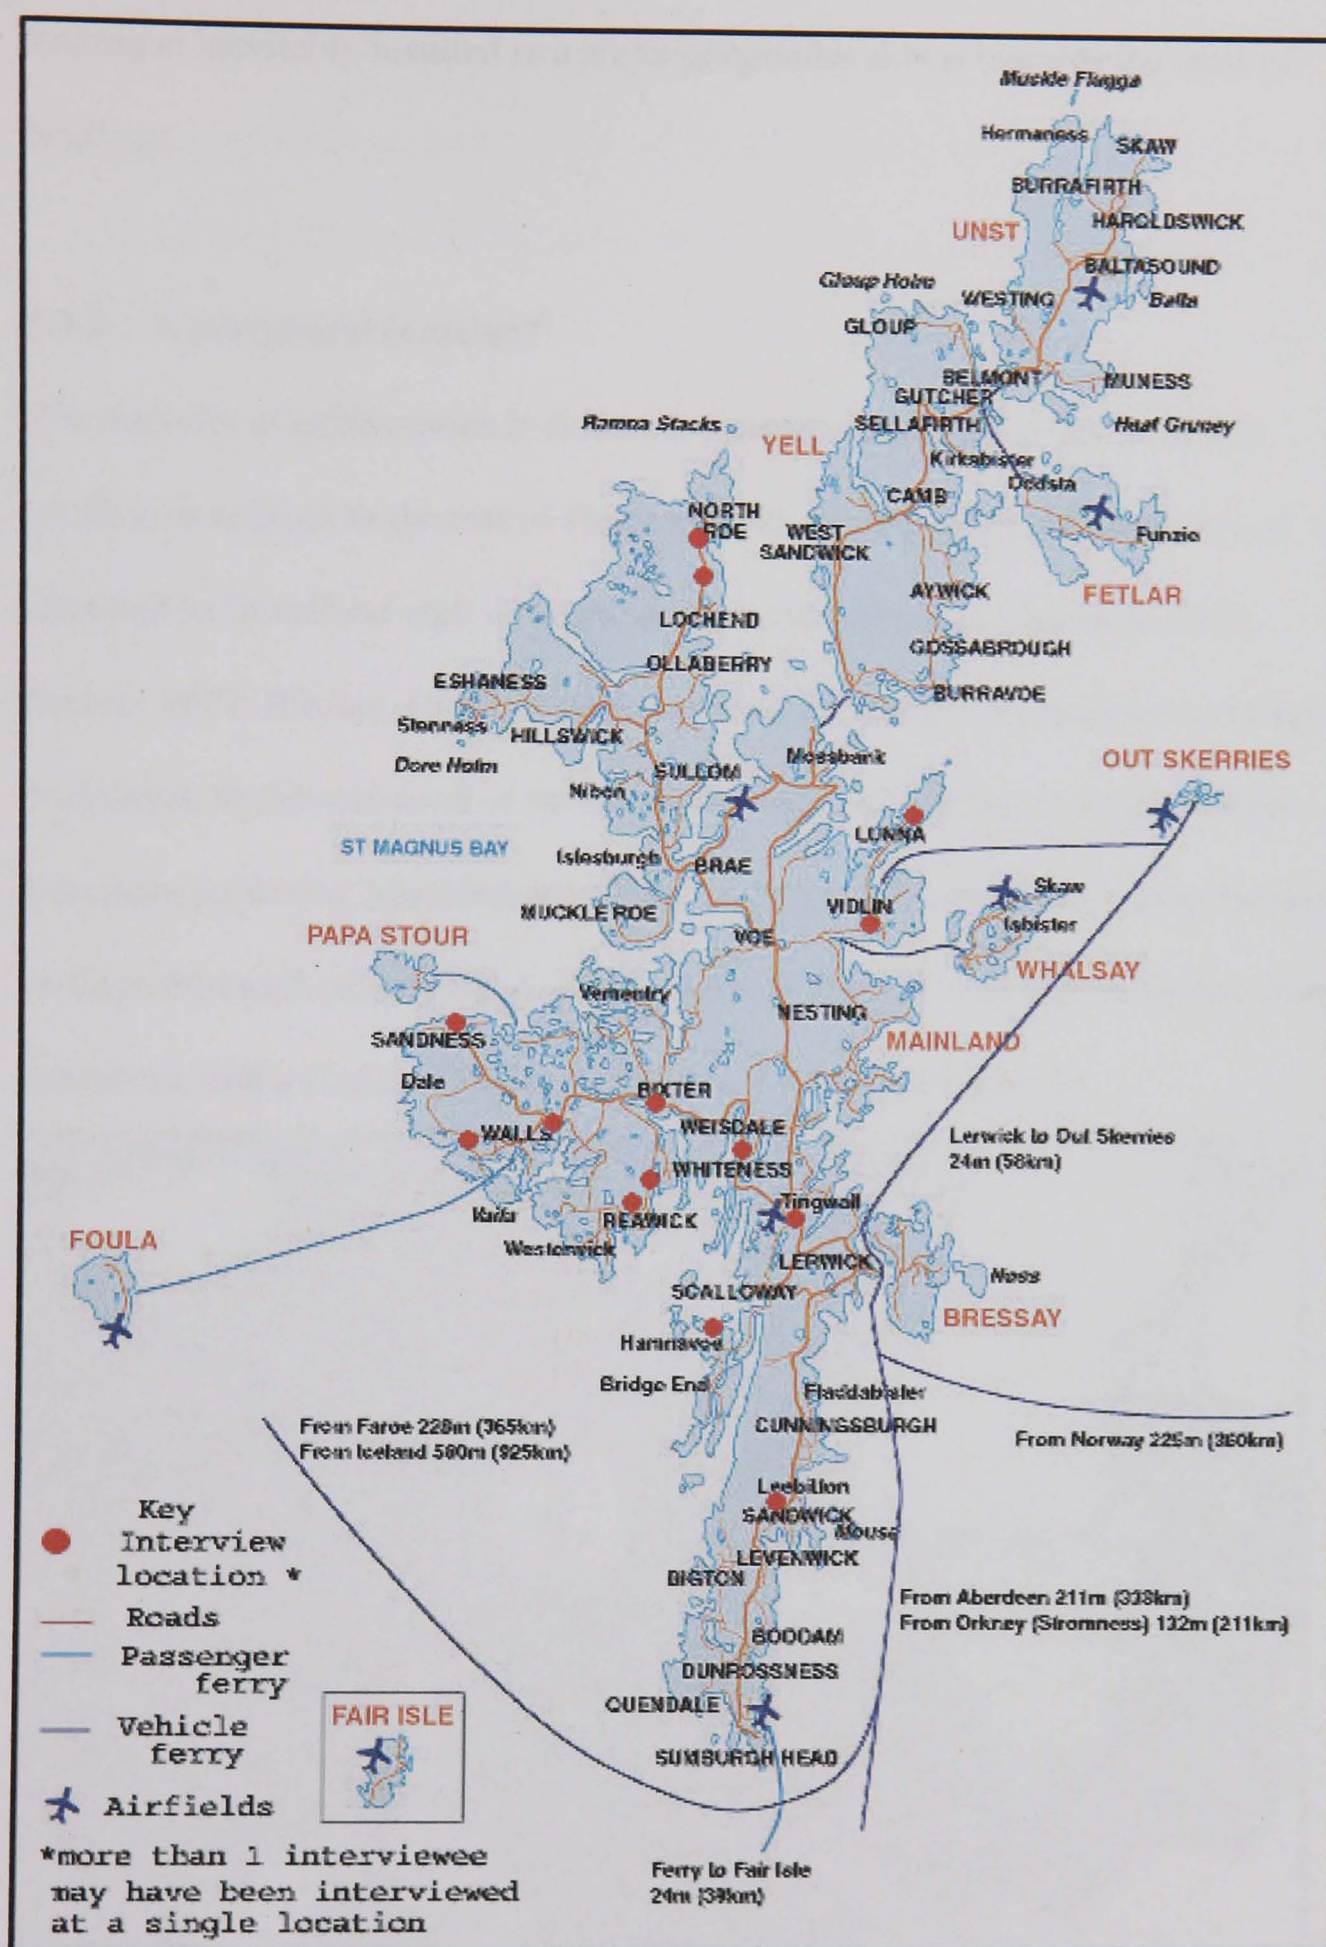 Muckle Flugga
Hermaness
SKAW
BURRAFIRTH
HAROLDSWICK
UNST
BALTASOUND
Gloup Holm
WESTING
Balta
GLOUP
BELMONT
MUNESS
GUTCHER
Ramna Stacks
SELLAFIRTH
Haaf Gruney
YELL
Kirkabister
Oddsta
CAMB
NORTH
ROE
WEST
SANDWICK
Funzie
AYWICK
FETLAR
LOCHEND
GOSSABROUGH
OLLABERRY
ESHANESS
BURRAVOE
Stenness
HILLSWICK
Mossbank
OUT SKERRIES
Dore Holm
SULLOM
Nibon
LUNNA
ST MAGNUS BAY
Islesburgh
BRAE
Skaw
VIDLIN
MUCKLE ROE
Isbister
PAPA STOUR
VOE
WHALSAY
Vementry
NESTING
SANDNESS
MAINLAND
Dale
BIXTER
WEISDALE
WALLS
Lerwick to Out Skerries
24m (58km)
WHITENESS
Tingwall
Vaila
REAWICK
FOULA
Westerwick
LERWICK
Noss
SCALLOWAY
BRESSAY
Hamnavoe
Bridge End
Fladdabister
From Faroe 228m (365km)
CUNNINSSBURGH
From Iceland 560m (925km)
From Norway 225m (360km)
Leebitton
Key
SANDWICK
Mousa
Interview
location *
LEVENWICK
BIGTON
From Aberdeen 211m (338km)
From Orkney (Stromness) 132m (211km)
Roads
BODDAM
Passenger
ferry
DUNROSSNESS
QUENDALE
FAIR ISLE
Vehicle
ferry
SUMBURGH HEAD
Airfields
*more than 1 interviewee
may have been interviewed
at a single location
Ferry to Fair Isle
24m (39km)